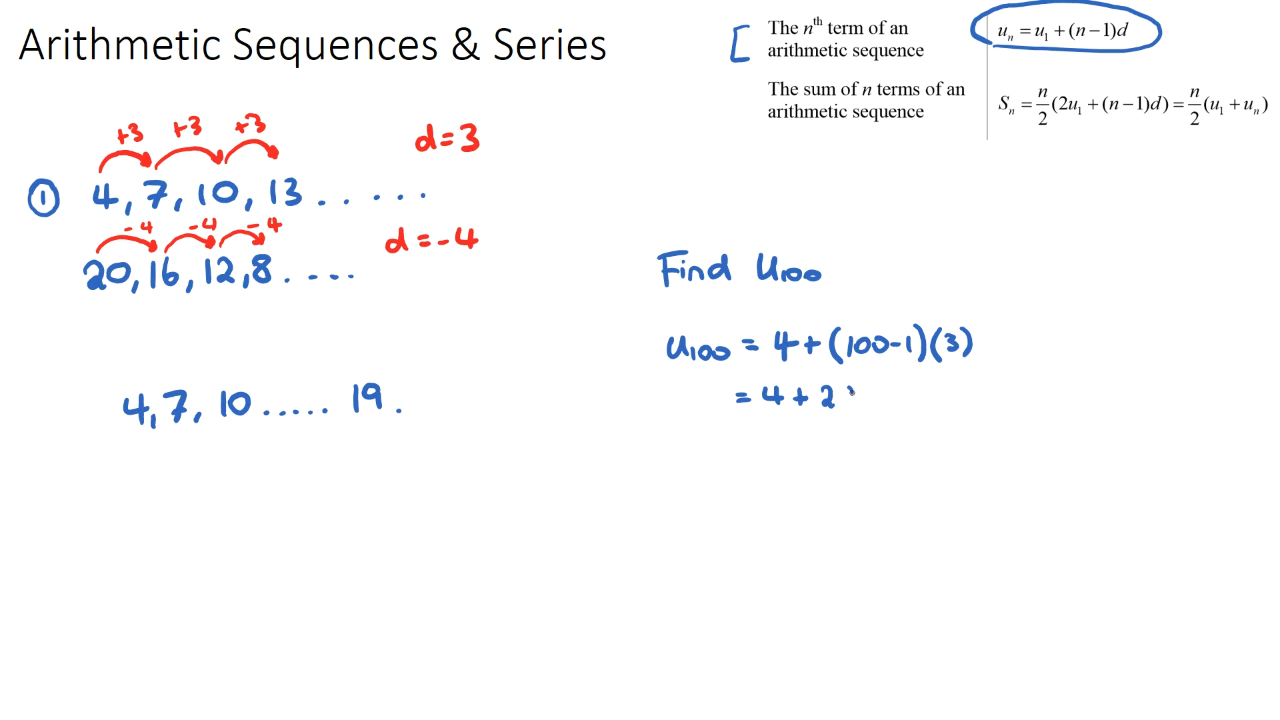 Arithmetic Sequences & Series
The nth term of an
arithmetic sequence
uₙ = u₁ + (n − 1)d
The sum of n terms of an
arithmetic sequence
Sₙ = n/2 (2u₁ + (n − 1)d) = n/2 (u₁ + uₙ)
+3 +3 +3
d = 3
① 4, 7, 10, 13 . . . . .
-4 -4 -4
d = -4
20, 16, 12, 8 . . . .
Find u₁₀₀
u₁₀₀ = 4 + (100-1)(3)
= 4 + 2
4, 7, 10 ..... 19 .